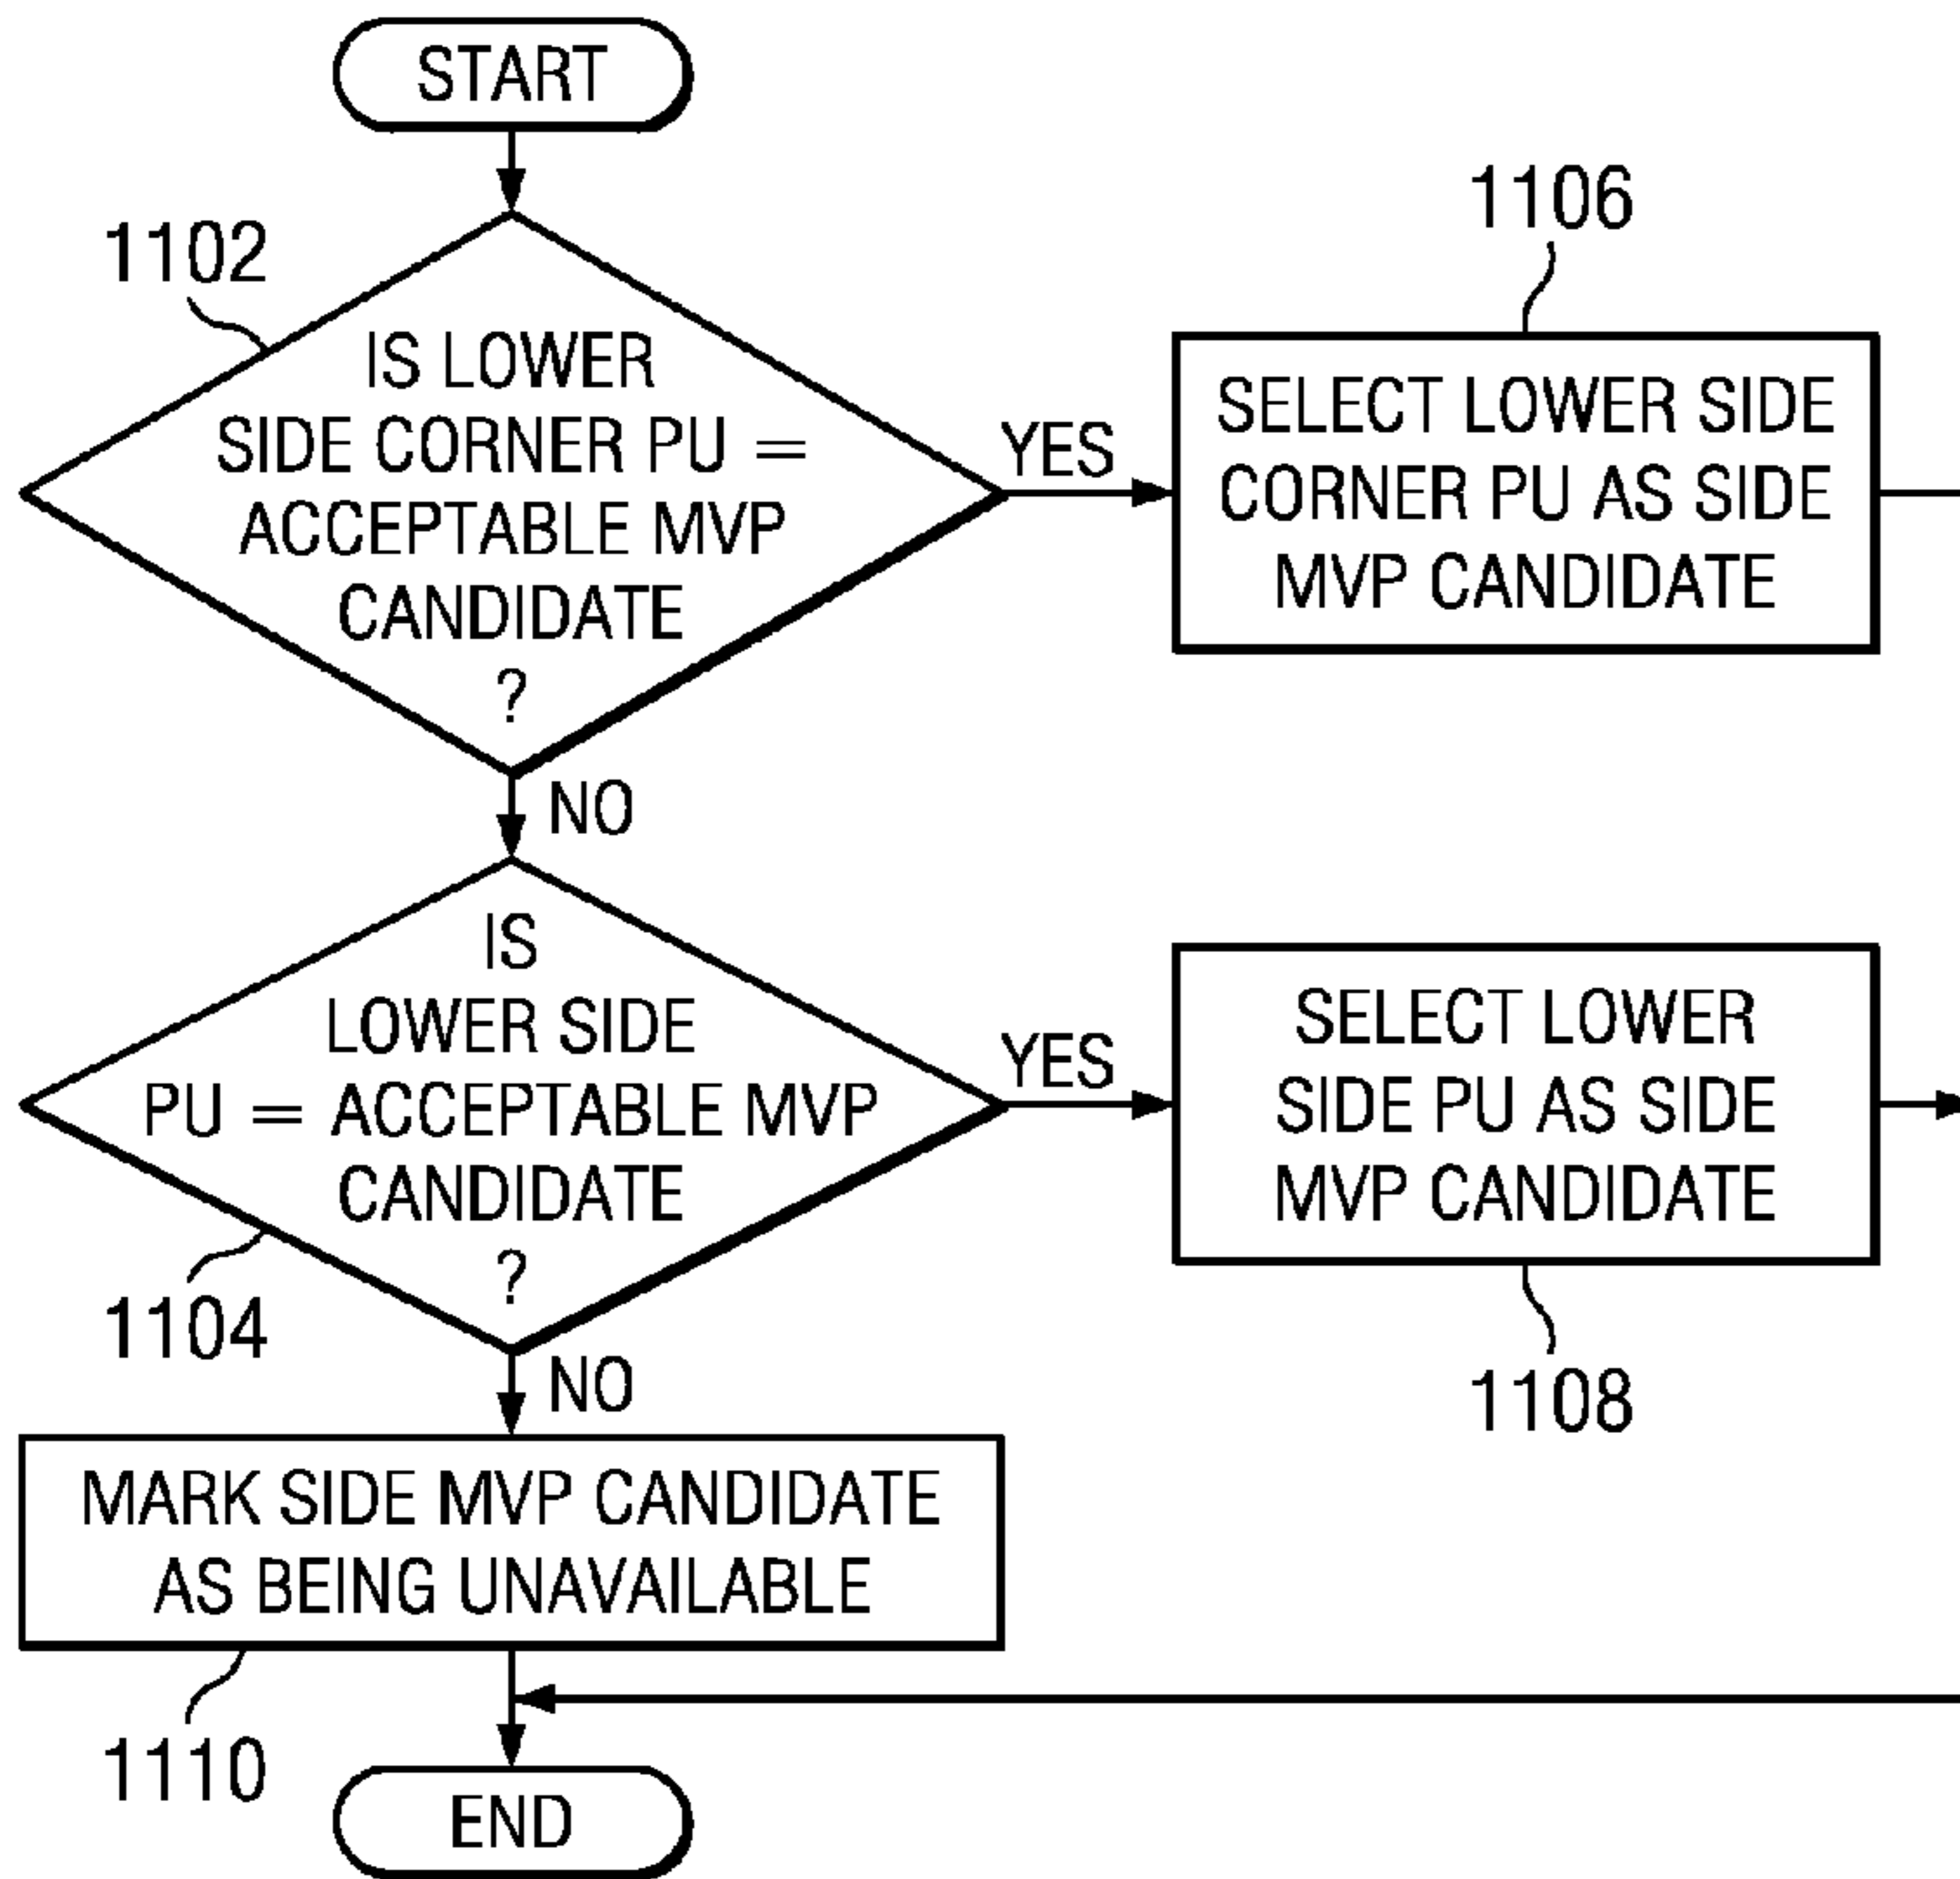 START
1102
IS LOWER
SIDE CORNER PU =
ACCEPTABLE MVP
CANDIDATE
?
YES
1106
SELECT LOWER SIDE
CORNER PU AS SIDE
MVP CANDIDATE
NO
IS
LOWER SIDE
PU = ACCEPTABLE MVP
CANDIDATE
?
1104
YES
SELECT LOWER
SIDE PU AS SIDE
MVP CANDIDATE
1108
NO
MARK SIDE MVP CANDIDATE
AS BEING UNAVAILABLE
1110
END